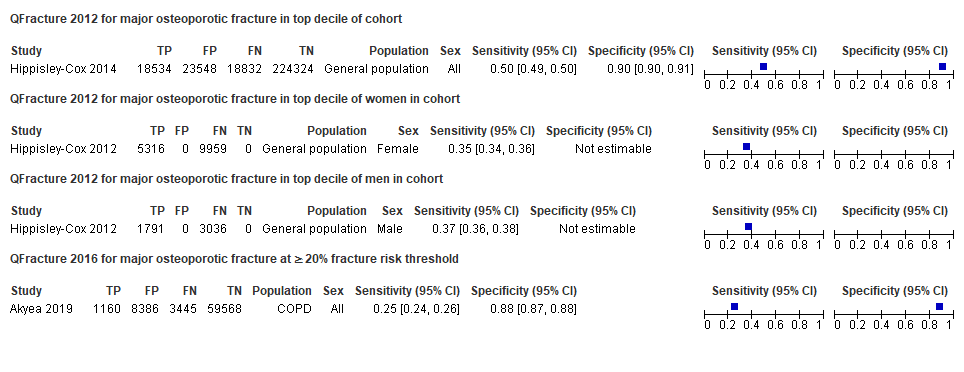 QFracture 2012 for major osteoporotic fracture in top decile of cohort
Study TP FP FN TN Population Sex Sensitivity (95% CI) Specificity (95% CI) Sensitivity (95% CI) Specificity (95% CI)
Hippisley-Cox 2014 18534 23548 18832 224324 General population All 0.50 [0.49, 0.50] 0.90 [0.90, 0.91]
0 0.2 0.4 0.6 0.8 1 0 0.2 0.4 0.6 0.8 1
QFracture 2012 for major osteoporotic fracture in top decile of women in cohort
Study TP FP FN TN Population Sex Sensitivity (95% CI) Specificity (95% CI) Sensitivity (95% CI) Specificity (95% CI)
Hippisley-Cox 2012 5316 0 9959 0 General population Female 0.35 [0.34, 0.36] Not estimable
0 0.2 0.4 0.6 0.8 1 0 0.2 0.4 0.6 0.8 1
QFracture 2012 for major osteoporotic fracture in top decile of men in cohort
Study TP FP FN TN Population Sex Sensitivity (95% CI) Specificity (95% CI) Sensitivity (95% CI) Specificity (95% CI)
Hippisley-Cox 2012 1791 0 3036 0 General population Male 0.37 [0.36, 0.38] Not estimable
0 0.2 0.4 0.6 0.8 1 0 0.2 0.4 0.6 0.8 1
QFracture 2016 for major osteoporotic fracture at ≥ 20% fracture risk threshold
Study TP FP FN TN Population Sex Sensitivity (95% CI) Specificity (95% CI) Sensitivity (95% CI) Specificity (95% CI)
Akyea 2019 1160 8386 3445 59568 COPD All 0.25 [0.24, 0.26] 0.88 [0.87, 0.88]
0 0.2 0.4 0.6 0.8 1 0 0.2 0.4 0.6 0.8 1